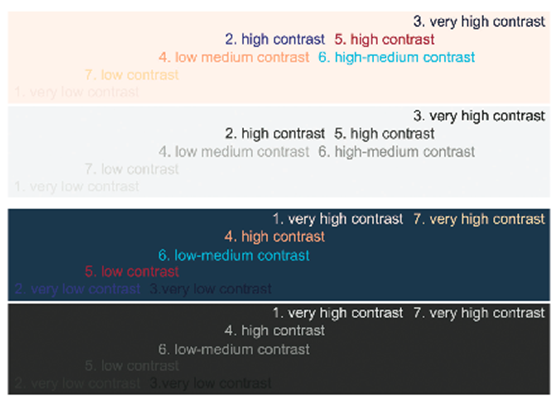 3. very high contrast
2. high contrast 5. high contrast
4. low medium contrast 6. high-medium contrast
7. low contrast
1. very low contrast
3. very high contrast
2. high contrast 5. high contrast
4. low medium contrast 6. high-medium contrast
7. low contrast
1. very low contrast
1. very high contrast 7. very high contrast
4. high contrast
6. low-medium contrast
5. low contrast
2. very low contrast 3.very low contrast
1. very high contrast 7. very high contrast
4. high contrast
6. low-medium contrast
5. low contrast
2. very low contrast 3.very low contrast